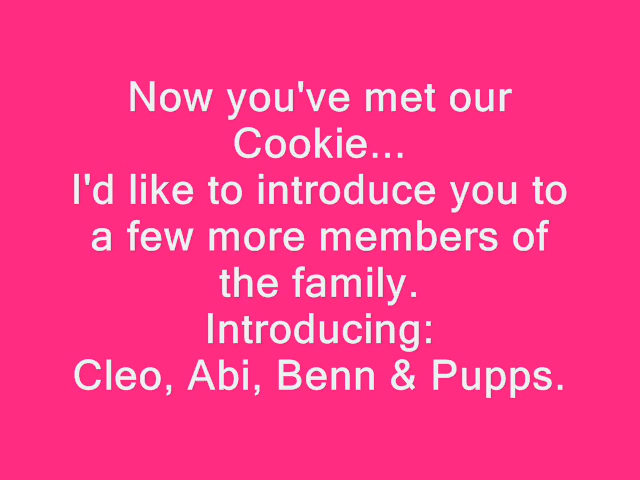 Now you've met our
Cookie...
I'd like to introduce you to
a few more members of
the family.
Introducing:
Cleo, Abi, Benn & Pupps.